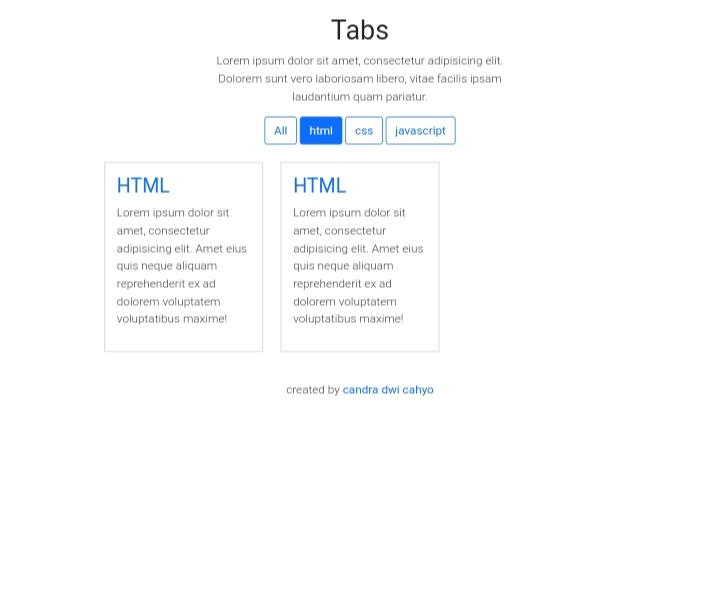 Tabs
Lorem ipsum dolor sit amet, consectetur adipisicing elit.
Dolorem sunt vero laboriosam libero, vitae facilis ipsam
laudantium quam pariatur.
All html css javascript
HTML
Lorem ipsum dolor sit
amet, consectetur
adipisicing elit. Amet eius
quis neque aliquam
reprehenderit ex ad
dolorem voluptatem
voluptatibus maxime!
HTML
Lorem ipsum dolor sit
amet, consectetur
adipisicing elit. Amet eius
quis neque aliquam
reprehenderit ex ad
dolorem voluptatem
voluptatibus maxime!
created by candra dwi cahyo